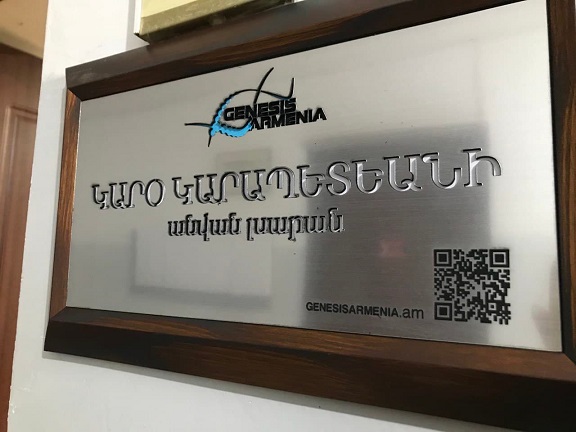 GENESIS
ARMENIA
ԿԱՐՕ ԿԱՐԱՊԵՏԵԱՆԻ
անվան լսարան
GENESISARMENIA.am